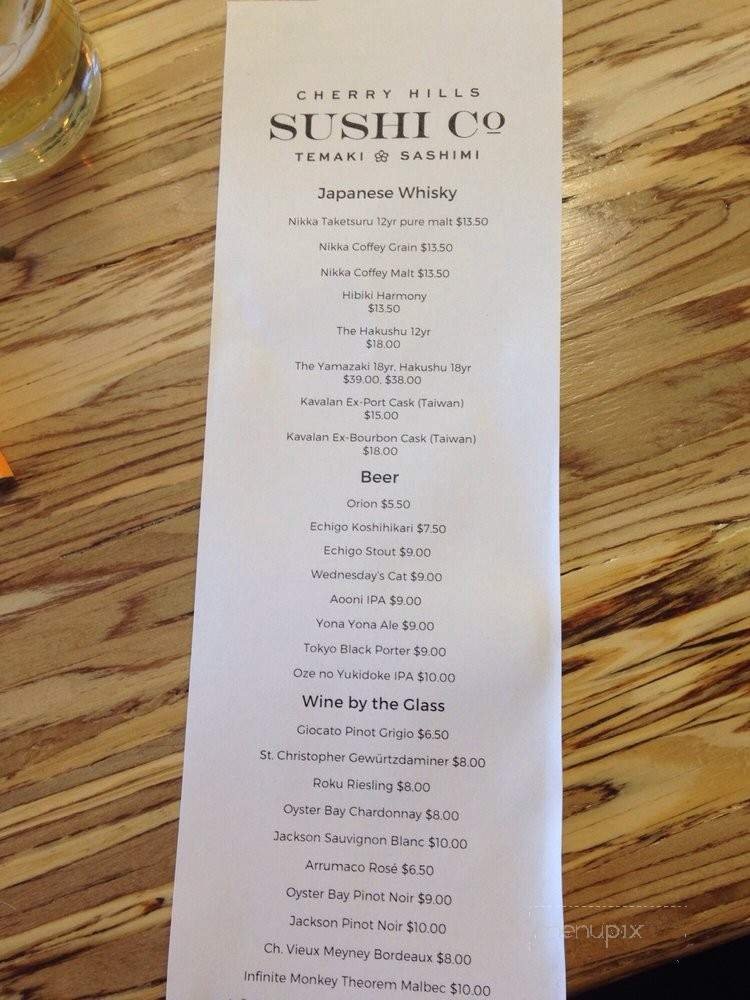 CHERRY HILLS
SUSHI Co
TEMAKI SASHIMI
Japanese Whisky
Nikka Taketsuru 12yr pure malt $13.50
Nikka Coffey Grain $13.50
Nikka Coffey Malt $13.50
Hibiki Harmony
$13.50
The Hakushu 12yr
$18.00
The Yamazaki 18yr, Hakushu 18yr
$39.00, $38.00
Kavalan Ex-Port Cask (Taiwan)
$15.00
Kavalan Ex-Bourbon Cask (Taiwan)
$18.00
Beer
Orion $5.50
Echigo Koshihikari $7.50
Echigo Stout $9.00
Wednesday's Cat $9.00
Aooni IPA $9.00
Yona Yona Ale $9.00
Tokyo Black Porter $9.00
Oze no Yukidoke IPA $10.00
Wine by the Glass
Giocato Pinot Grigio $6.50
St. Christopher Gewürtzdaminer $8.00
Roku Riesling $8.00
Oyster Bay Chardonnay $8.00
Jackson Sauvignon Blanc $10.00
Arrumaco Rosé $6.50
Oyster Bay Pinot Noir $9.00
Jackson Pinot Noir $10.00
Ch. Vieux Meyney Bordeaux $8.00
Infinite Monkey Theorem Malbec $10.00
menupix